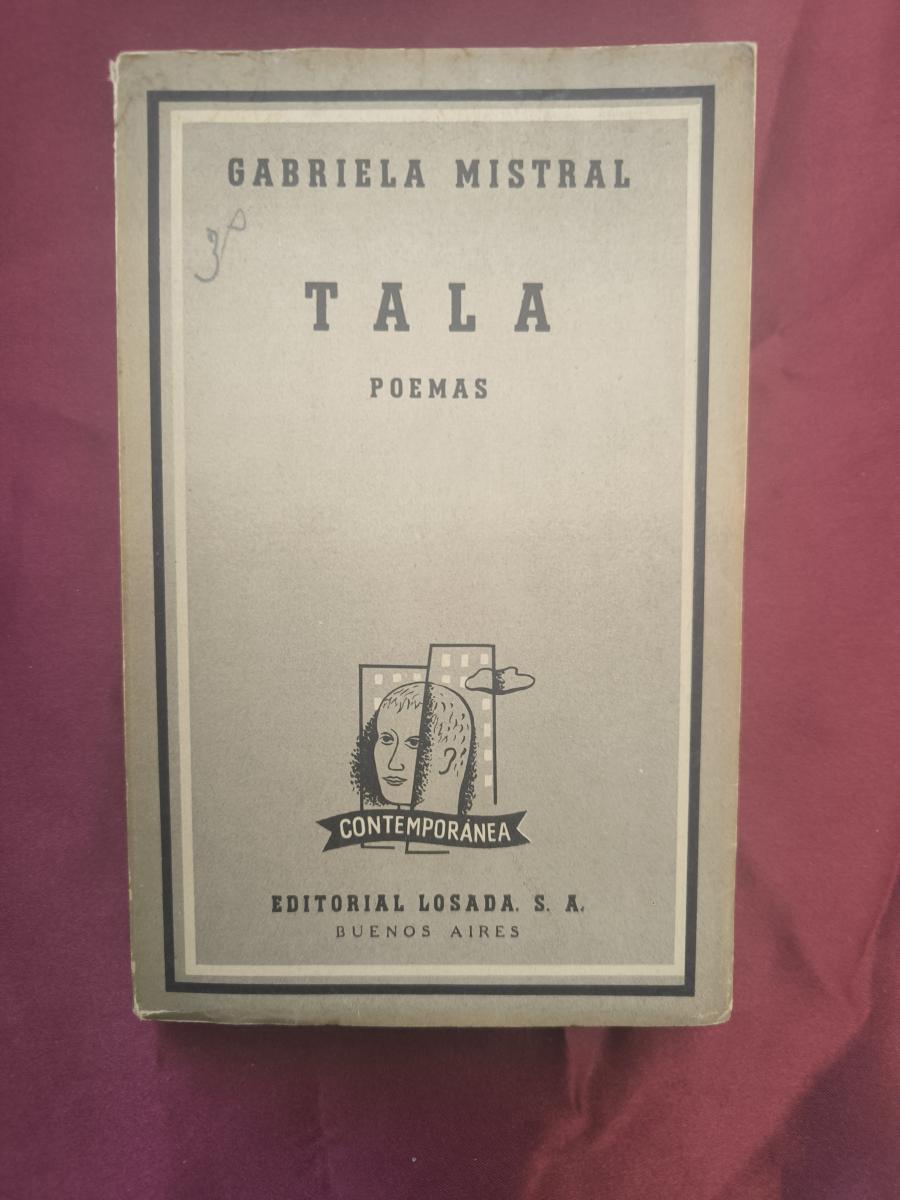 GABRIELA MISTRAL
TALA
POEMAS
CONTEMPORÁNEA
EDITORIAL LOSADA. S. A.
BUENOS AIRES